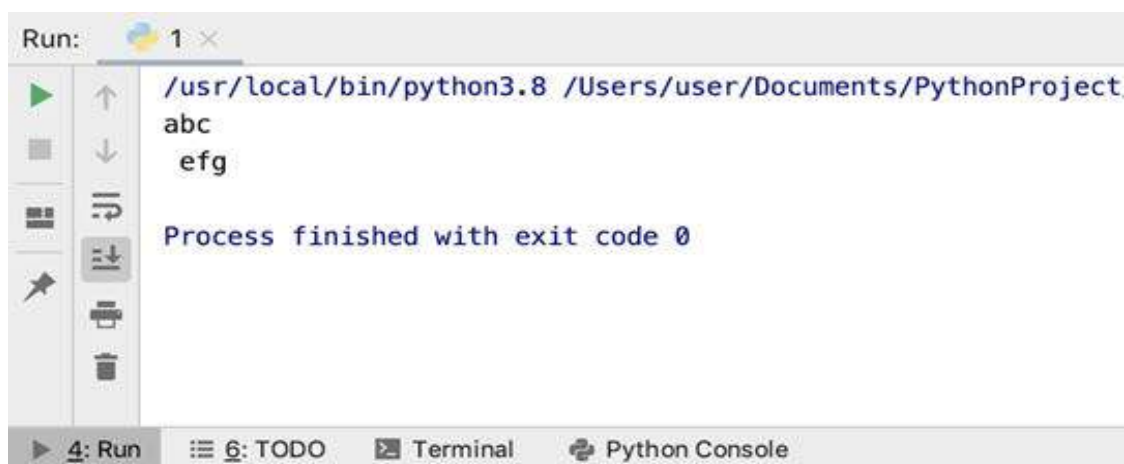 Run: 1
/usr/local/bin/python3.8 /Users/user/Documents/PythonProject/
abc
 efg
Process finished with exit code 0
4: Run 6: TODO Terminal Python Console